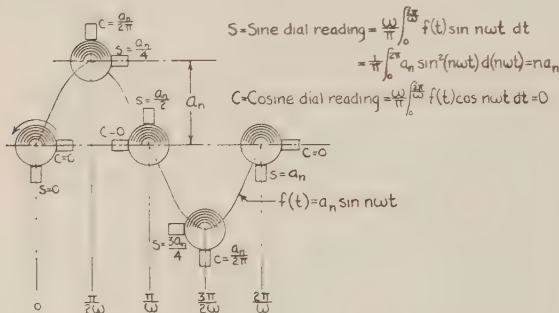 C=aₙ/2π
S=aₙ/4
S=Sine dial reading = ω/π ∫₀^(2π/ω) f(t) sin nωt dt
= 1/π ∫₀^(2π) aₙ sin²(nωt) d(nωt)=naₙ
C=Cosine dial reading = ω/π ∫₀^(2π/ω) f(t) cos nωt dt=0
aₙ
S=aₙ/2
C=0
C=0
C=0
S=0
S=aₙ
f(t)=aₙ sin nωt
S=3aₙ/4
C=aₙ/2π
0 π/2ω π/ω 3π/2ω 2π/ω